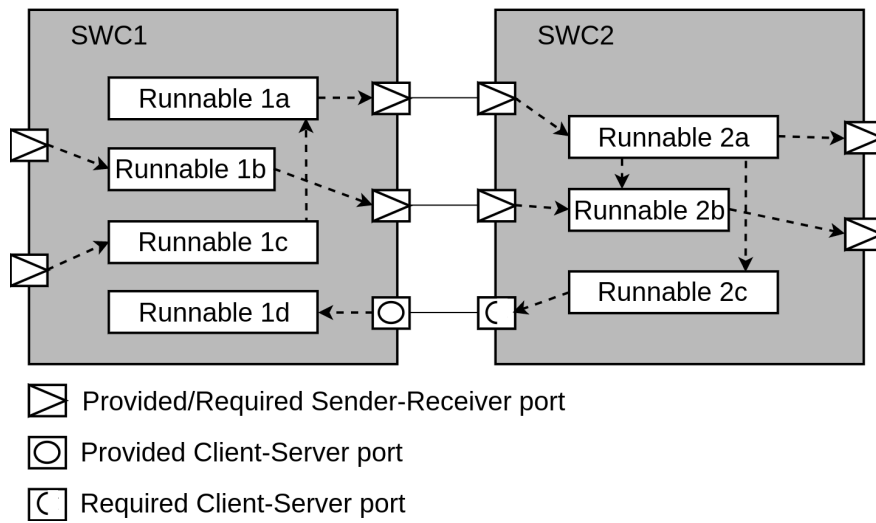 SWC1
Runnable 1a
Runnable 1b
Runnable 1c
Runnable 1d
SWC2
Runnable 2a
Runnable 2b
Runnable 2c
Provided/Required Sender-Receiver port
Provided Client-Server port
Required Client-Server port